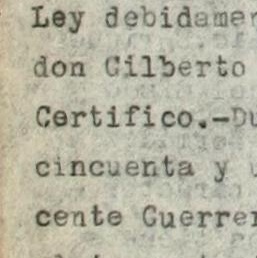 Ley debidamen
don Gilberto
Certifico.-Du
cincuenta y u
cente Guerrer